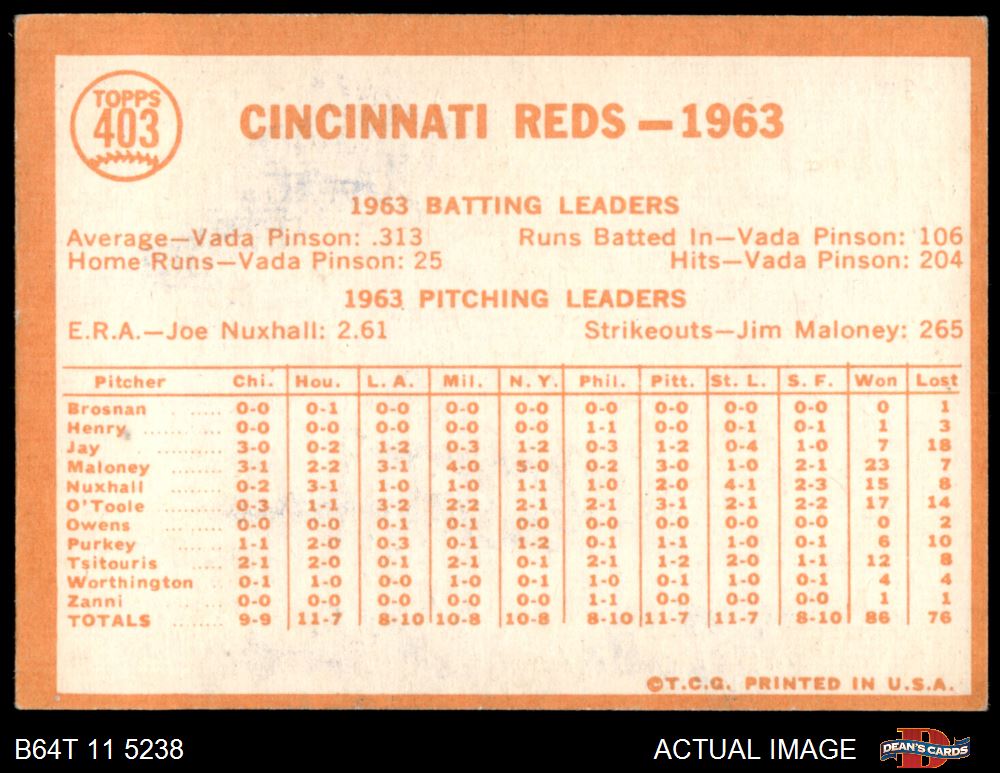 TOPPS
403
CINCINNATI REDS — 1963
1963 BATTING LEADERS
Average—Vada Pinson: .313 Runs Batted In—Vada Pinson: 106
Home Runs—Vada Pinson: 25 Hits—Vada Pinson: 204
1963 PITCHING LEADERS
E.R.A.—Joe Nuxhall: 2.61 Strikeouts—Jim Maloney: 265
Pitcher Chi. Hou. L. A. Mil. N. Y. Phil. Pitt. St. L. S. F. Won Lost
Brosnan ...... 0-0 0-1 0-0 0-0 0-0 0-0 0-0 0-0 0-0 0 1
Henry .......... 0-0 0-0 0-0 0-0 0-0 1-1 0-0 0-1 0-1 1 3
Jay ........... 3-0 0-2 1-2 0-3 1-2 0-3 1-2 0-4 1-0 7 18
Maloney ....... 3-1 2-2 3-1 4-0 5-0 0-2 3-0 1-0 2-1 23 7
Nuxhall ....... 0-2 3-1 1-0 1-0 1-1 1-0 2-0 4-1 2-3 15 8
O'Toole ....... 0-3 1-1 3-2 2-2 2-1 2-1 3-1 2-1 2-2 17 14
Owens ...... 0-0 0-0 0-1 0-1 0-0 0-0 0-0 0-0 0-0 0 2
Purkey ...... 1-1 2-0 0-3 0-1 1-2 0-1 1-1 1-0 0-1 6 10
Tsitouris ...... 2-1 2-0 0-1 2-1 0-1 2-1 1-2 2-0 1-1 12 8
Worthington .. 0-1 1-0 0-0 1-0 0-1 1-0 0-1 1-0 0-1 4 4
Zanni ........ 0-0 0-0 0-0 0-0 0-0 1-1 0-0 0-0 0-0 1 1
TOTALS ...... 9-9 11-7 8-10 10-8 10-8 8-10 11-7 11-7 8-10 86 76
©T.C.G. PRINTED IN U.S.A.
B64T 11 5238 ACTUAL IMAGE DEAN'S CARDS